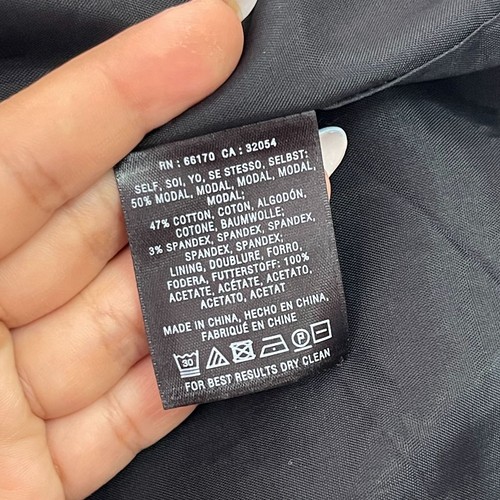 RN : 66170 CA : 32054
SELF, SOI, YO, SE STESSO, SELBST:
50% MODAL, MODAL, MODAL, MODAL,
MODAL;
47% COTTON, COTON, ALGODÓN,
COTONE, BAUMWOLLE;
3% SPANDEX, SPANDEX, SPANDEX,
SPANDEX, SPANDEX;
LINING, DOUBLURE, FORRO,
FODERA, FUTTERSTOFF: 100%
ACETATE, ACÉTATE, ACETATO,
ACETATO, ACETAT
MADE IN CHINA, HECHO EN CHINA,
FABRIQUÉ EN CHINE
30 P
FOR BEST RESULTS DRY CLEAN